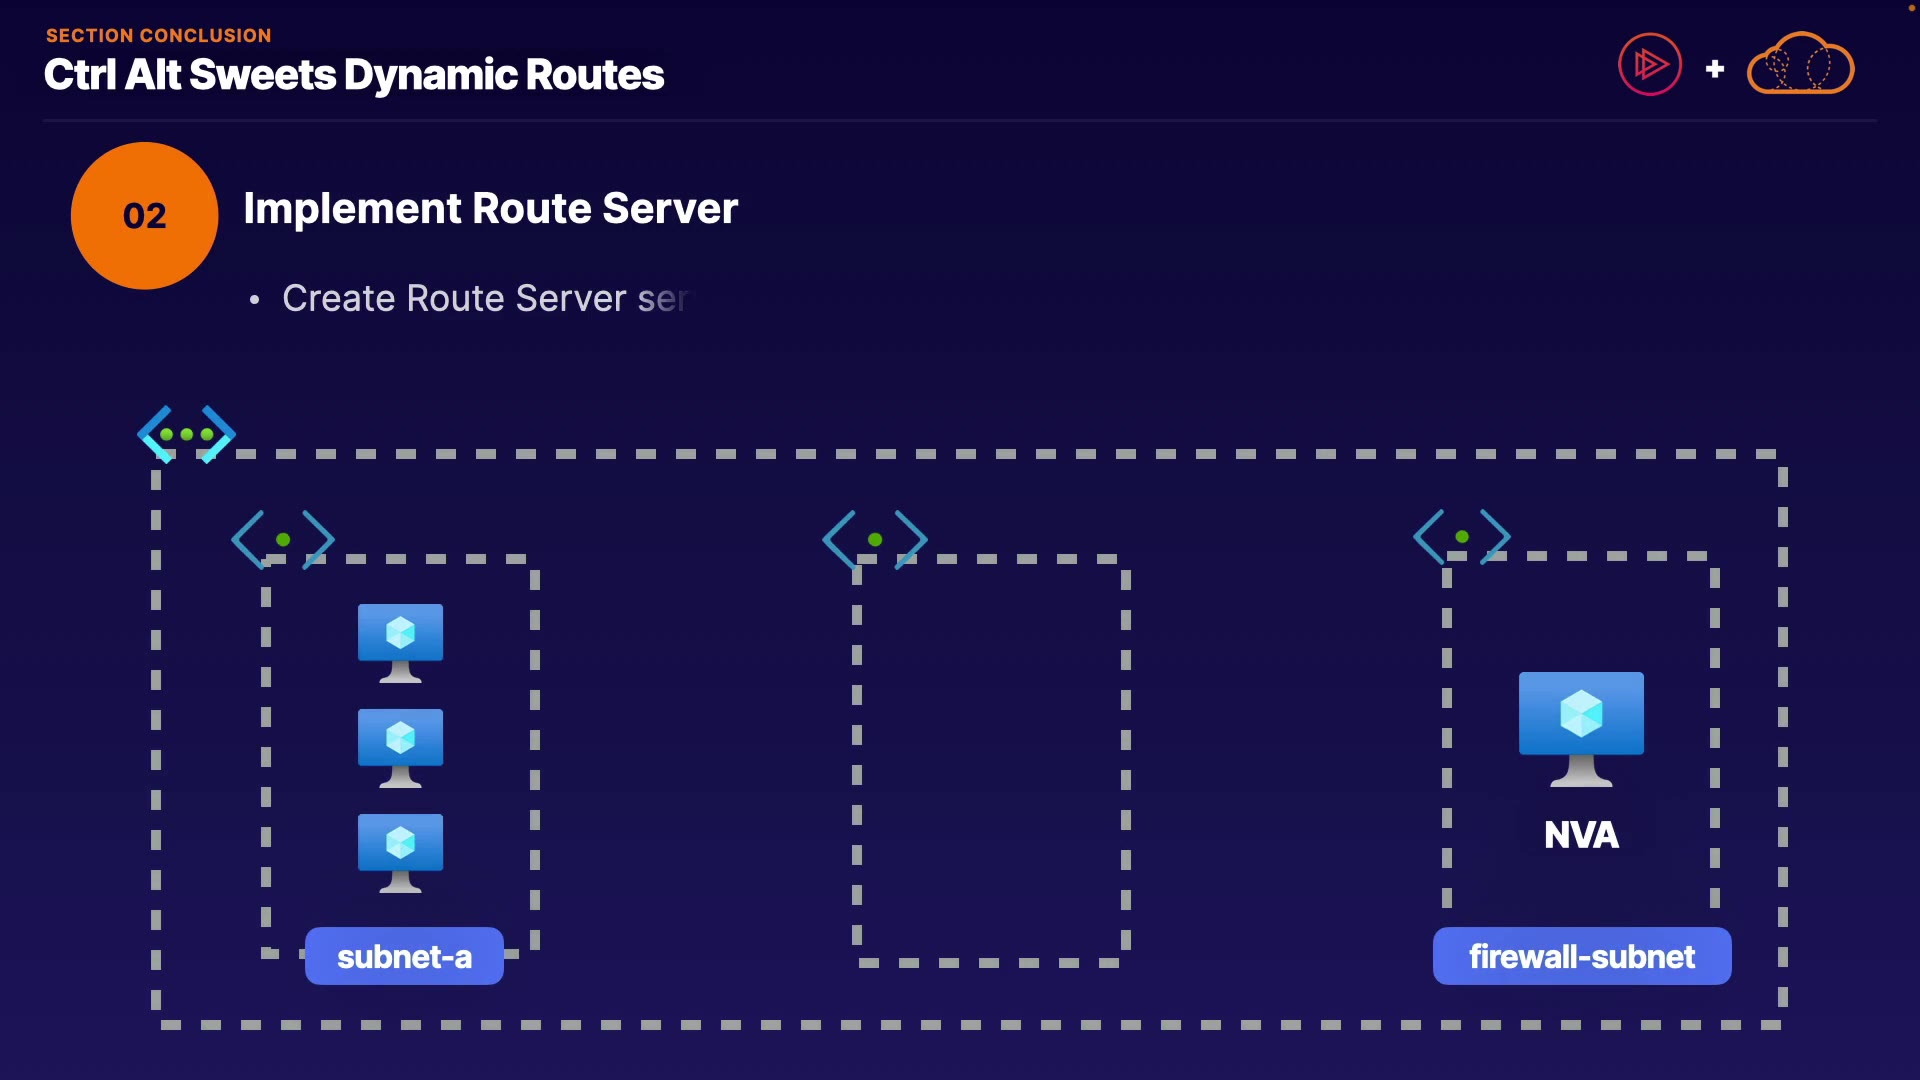 SECTION CONCLUSION
Ctrl Alt Sweets Dynamic Routes
02
Implement Route Server
• Create Route Server ser
NVA
subnet-a
firewall-subnet